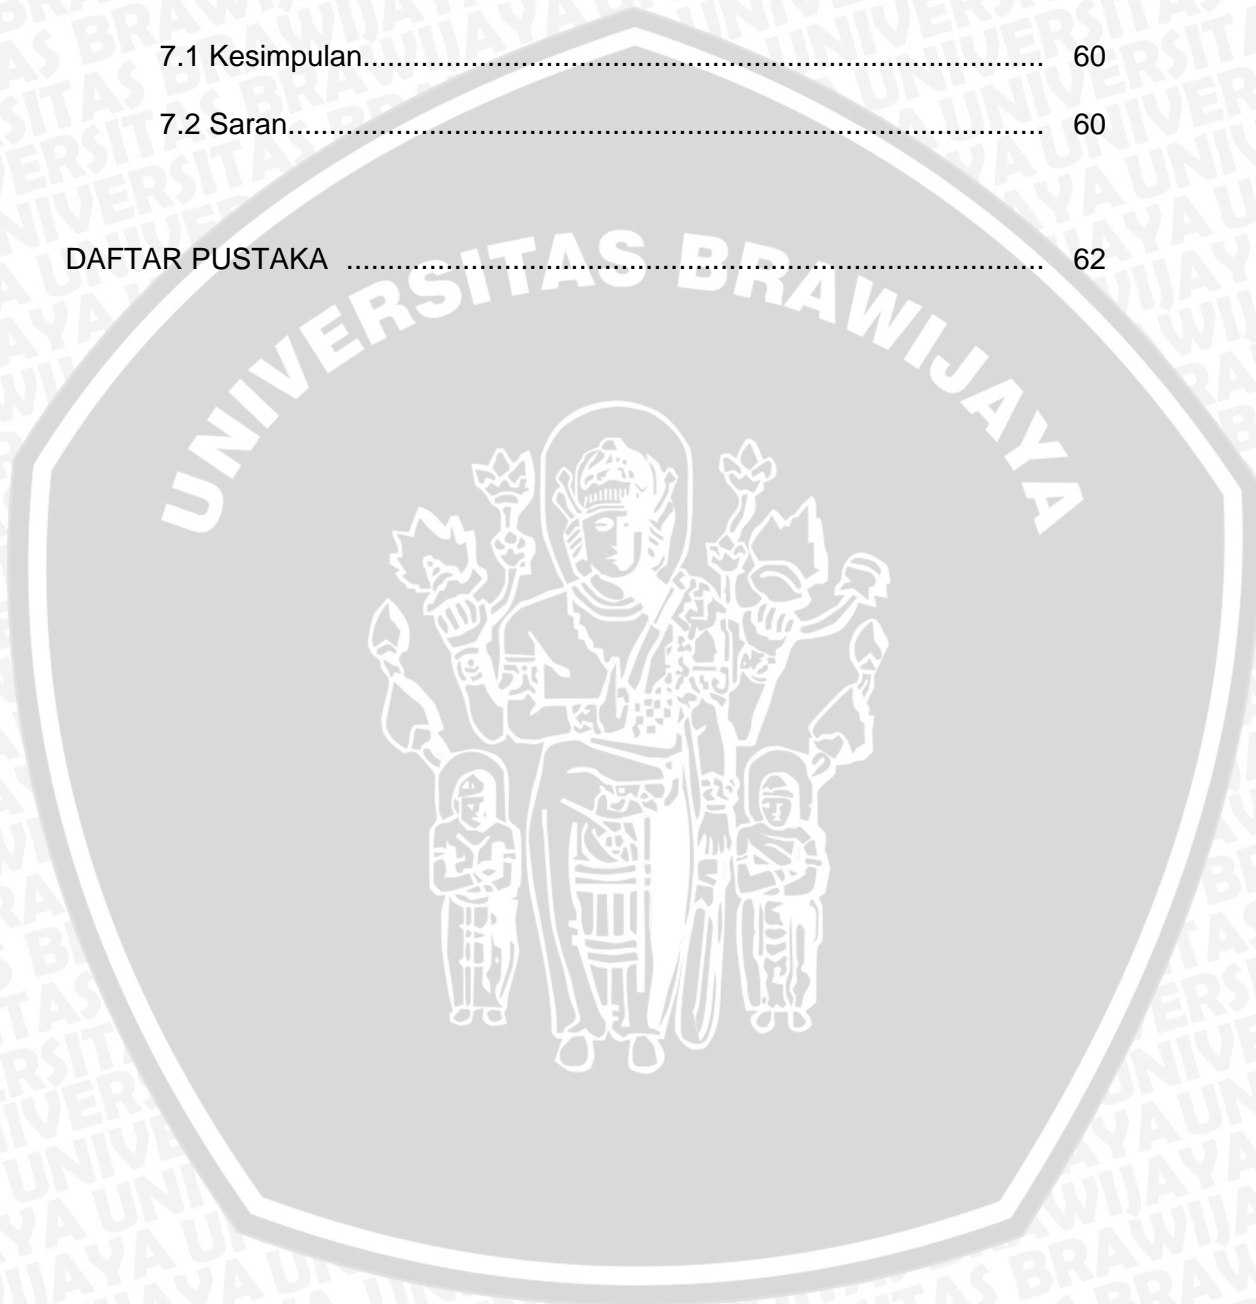 7.1 Kesimpulan.................................................................................. 60
7.2 Saran........................................................................................... 60
DAFTAR PUSTAKA .................................................................................... 62
UNIVERSITAS BRAWIJAYA